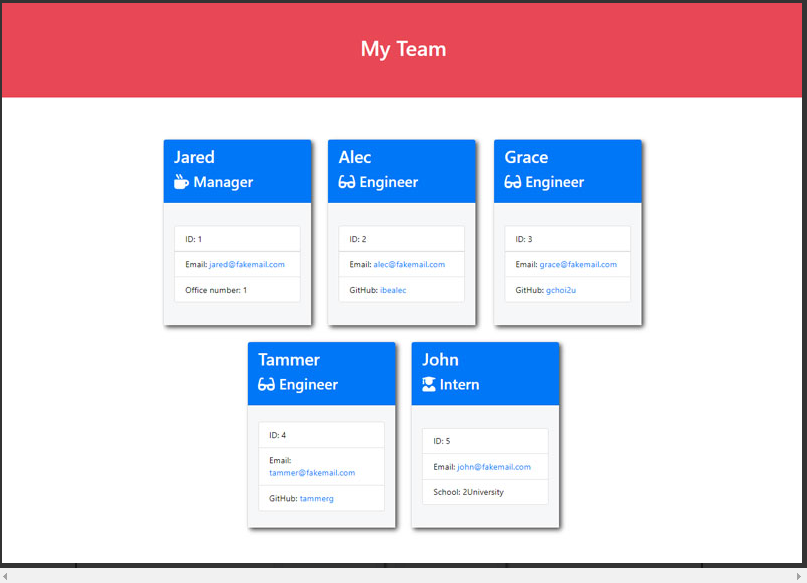 My Team
Jared
Manager
ID: 1
Email: jared@fakemail.com
Office number: 1
Alec
Engineer
ID: 2
Email: alec@fakemail.com
GitHub: ibealec
Grace
Engineer
ID: 3
Email: grace@fakemail.com
GitHub: gchoi2u
Tammer
Engineer
ID: 4
Email:
tammer@fakemail.com
GitHub: tammerg
John
Intern
ID: 5
Email: john@fakemail.com
School: 2University